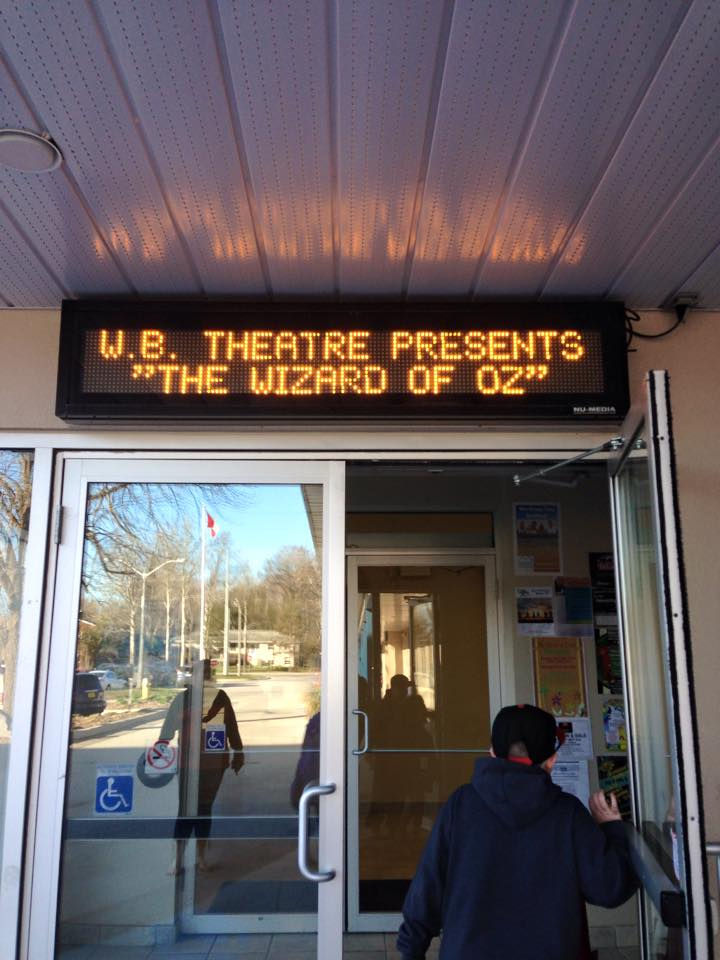 W.B. THEATRE PRESENTS
"THE WIZARD OF OZ"
NU-MEDIA